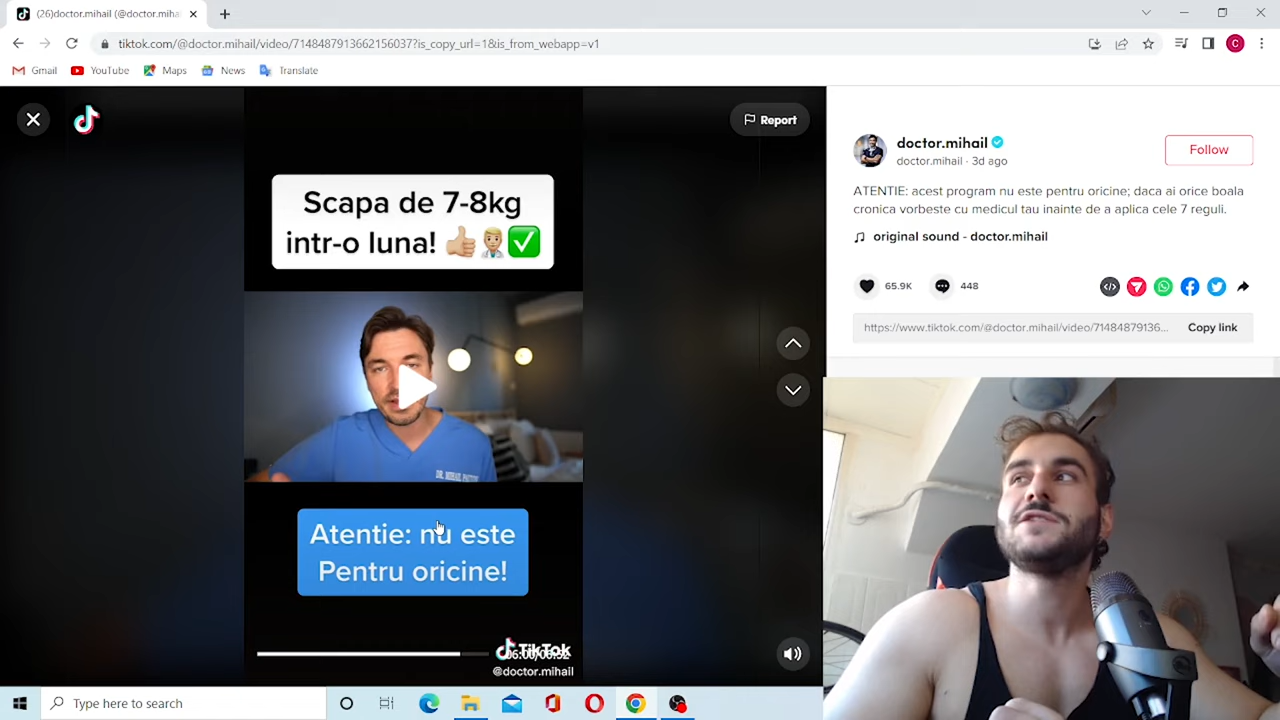 (26)doctor.mihail (@doctor.miha
tiktok.com/@doctor.mihail/video/7148487913662156037?is_copy_url=1&is_from_webapp=v1
C
Gmail
YouTube
Maps
News
Translate
Report
Scapa de 7-8kg
intr-o luna! 👍🏼👨🏼‍⚕️✅
DR. MIHAIL
Atentie: nu este
Pentru oricine!
TikTok
@doctor.mihail
doctor.mihail
doctor.mihail · 3d ago
Follow
ATENTIE: acest program nu este pentru oricine; daca ai orice boala
cronica vorbeste cu medicul tau inainte de a aplica cele 7 reguli.
original sound - doctor.mihail
65.9K
448
https://www.tiktok.com/@doctor.mihail/video/71484879136...
Copy link
Type here to search